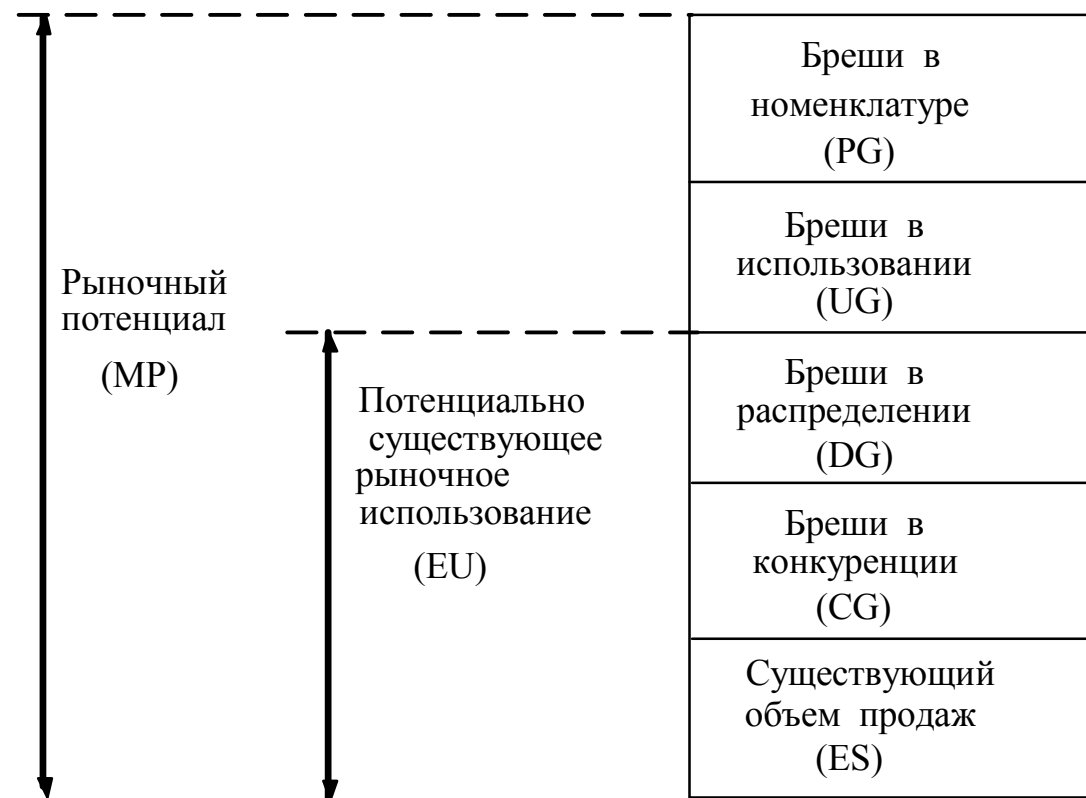 Бреши в
номенклатуре
(PG)
Бреши в
использовании
(UG)
Рыночный
потенциал
(MP)
Бреши в
распределении
(DG)
Потенциально
существующее
рыночное
использование
(EU)
Бреши в
конкуренции
(CG)
Существующий
объем продаж
(ES)